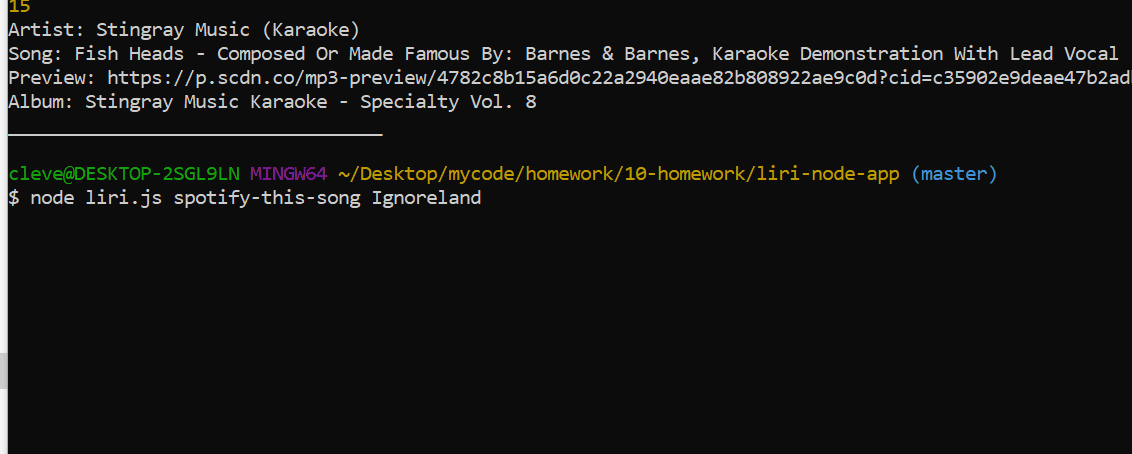 15
Artist: Stingray Music (Karaoke)
Song: Fish Heads - Composed Or Made Famous By: Barnes & Barnes, Karaoke Demonstration With Lead Vocal
Preview: https://p.scdn.co/mp3-preview/4782c8b15a6d0c22a2940eaae82b808922ae9c0d?cid=c35902e9deae47b2ad
Album: Stingray Music Karaoke - Specialty Vol. 8
__________________________________
cleve@DESKTOP-2SGL9LN MINGW64 ~/Desktop/mycode/homework/10-homework/liri-node-app (master)
$ node liri.js spotify-this-song Ignoreland